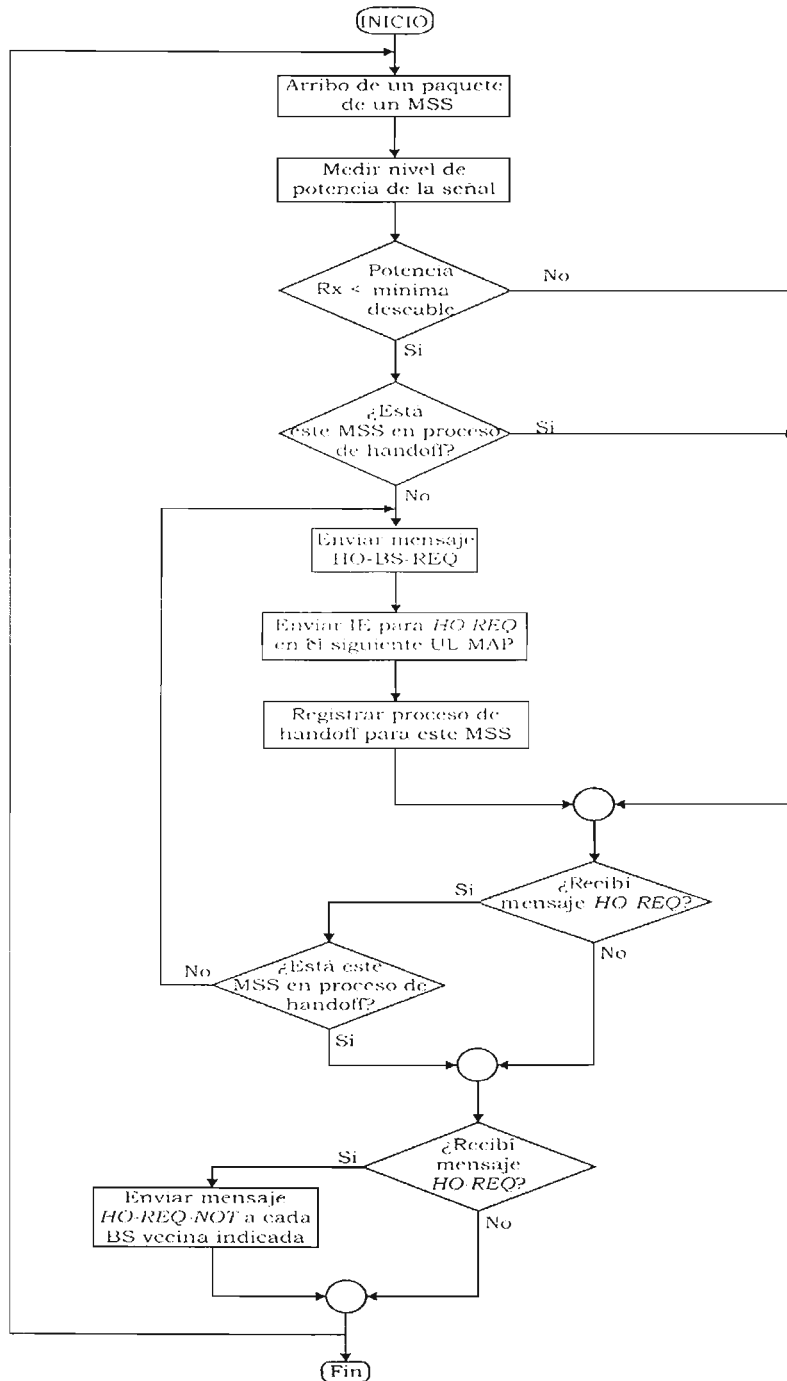 INICIO
Arribo de un paquete
de un MSS
Medir nivel de
potencia de la señal
Potencia
Rx < mínima
deseable
No
Si
¿Está
este MSS en proceso
de handoff?
Si
No
Enviar mensaje
HO-BS-REQ
Enviar IE para HO REQ
en el siguiente UL MAP
Registrar proceso de
handoff para este MSS
¿Recibí
mensaje HO REQ?
Si
No
¿Está este
MSS en proceso de
handoff?
No
Si
¿Recibí
mensaje
HO-REQ?
Si
No
Enviar mensaje
HO-REQ-NOT a cada
BS vecina indicada
Fin